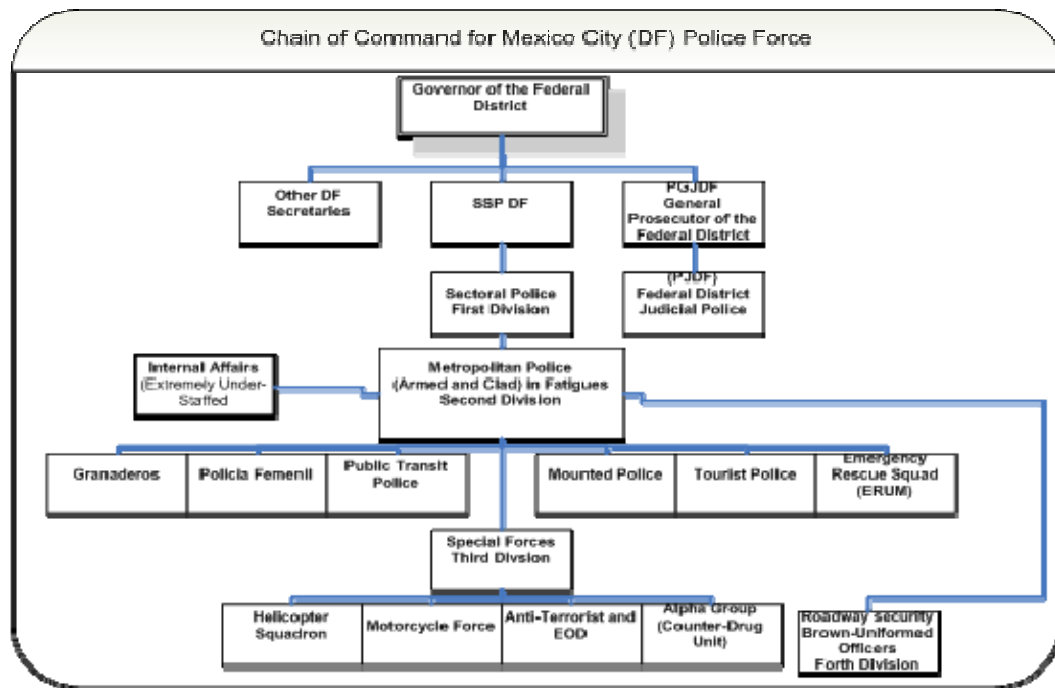 Chain of Command for Mexico City (DF) Police Force
Governor of the Federal
District
Other DF
Secretaries
SSP DF
PGJDF
General
Prosecutor of the
Federal District
Sectoral Police
First Division
(PJDF)
Federal District
Judicial Police
Internal Affairs
(Extremely Under-
Staffed
Metropolitan Police
(Armed and Clad) in Fatigues
Second Division
Granaderos
Policia Femenil
Public Transit
Police
Mounted Police
Tourist Police
Emergency
Rescue Squad
(ERUM)
Special Forces
Third Divsion
Helicopter
Squadron
Motorcycle Force
Anti-Terrorist and
EOD
Alpha Group
(Counter-Drug
Unit)
Roadway Security
Brown-Uniformed
Officers
Forth Division